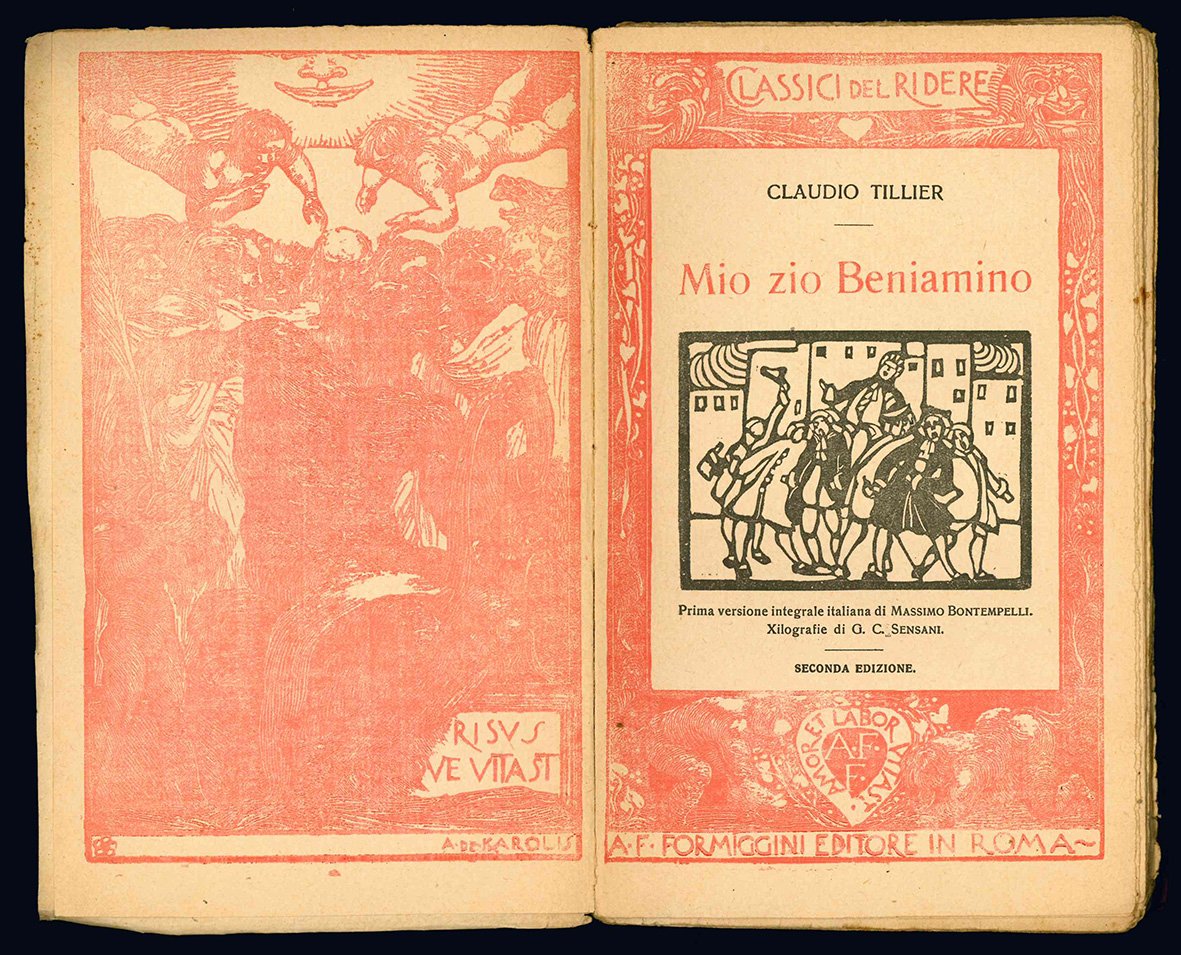 RISVS
VE VITAST
A·DE KAROLIS
CLASSICI DEL RIDERE
CLAUDIO TILLIER
Mio zio Beniamino
Prima versione integrale italiana di MASSIMO BONTEMPELLI.
Xilografie di G. C. SENSANI.
SECONDA EDIZIONE.
AMOR ET LABOR VITAST
A.F.
F.
A·F·FORMIGGINI EDITORE IN ROMA~